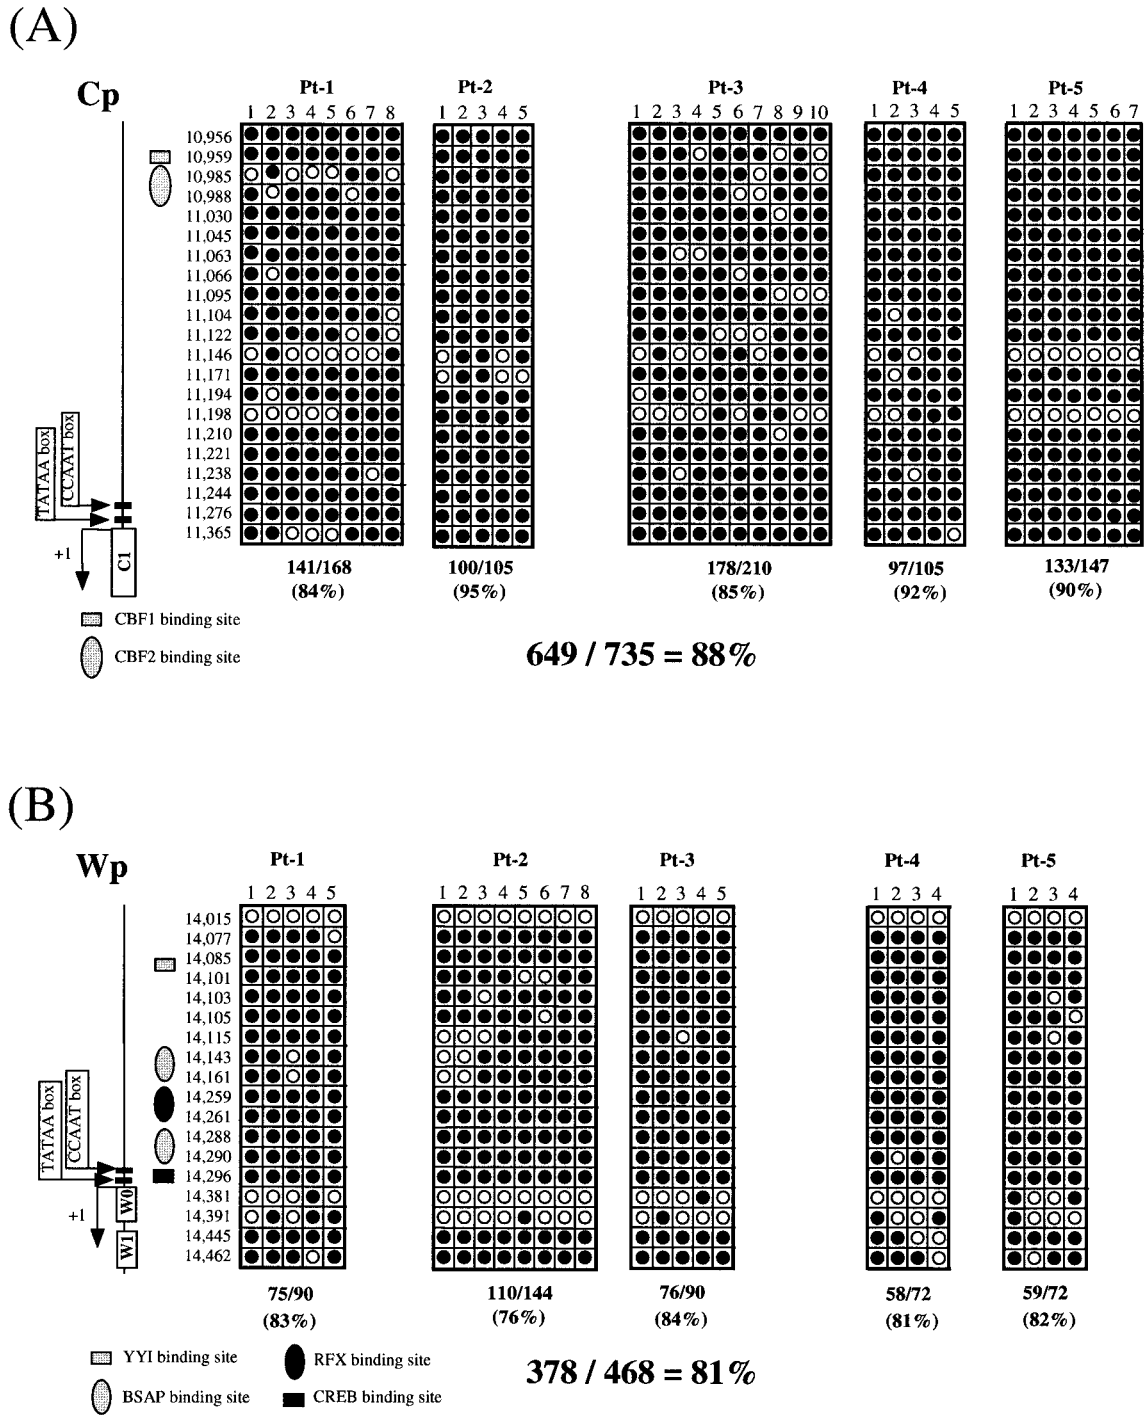 (A)
Cp
Pt-1 Pt-2 Pt-3 Pt-4 Pt-5
1 2 3 4 5 6 7 8 1 2 3 4 5 1 2 3 4 5 6 7 8 9 10 1 2 3 4 5 1 2 3 4 5 6 7
10,956
10,959
10,985
10,988
11,030
11,045
11,063
11,066
11,095
11,104
11,122
11,146
11,171
11,194
11,198
11,210
11,221
11,238
11,244
11,276
11,365
TATAA box
CCAAT box
+1
C1
141/168 100/105 178/210 97/105 133/147
(84%) (95%) (85%) (92%) (90%)
CBF1 binding site
CBF2 binding site
649 / 735 = 88%
(B)
Wp
Pt-1 Pt-2 Pt-3 Pt-4 Pt-5
1 2 3 4 5 1 2 3 4 5 6 7 8 1 2 3 4 5 1 2 3 4 1 2 3 4
14,015
14,077
14,085
14,101
14,103
14,105
14,115
14,143
14,161
14,259
14,261
14,288
14,290
14,296
14,381
14,391
14,445
14,462
TATAA box
CCAAT box
+1
W0
W1
75/90 110/144 76/90 58/72 59/72
(83%) (76%) (84%) (81%) (82%)
YYI binding site
RFX binding site
BSAP binding site
CREB binding site
378 / 468 = 81%